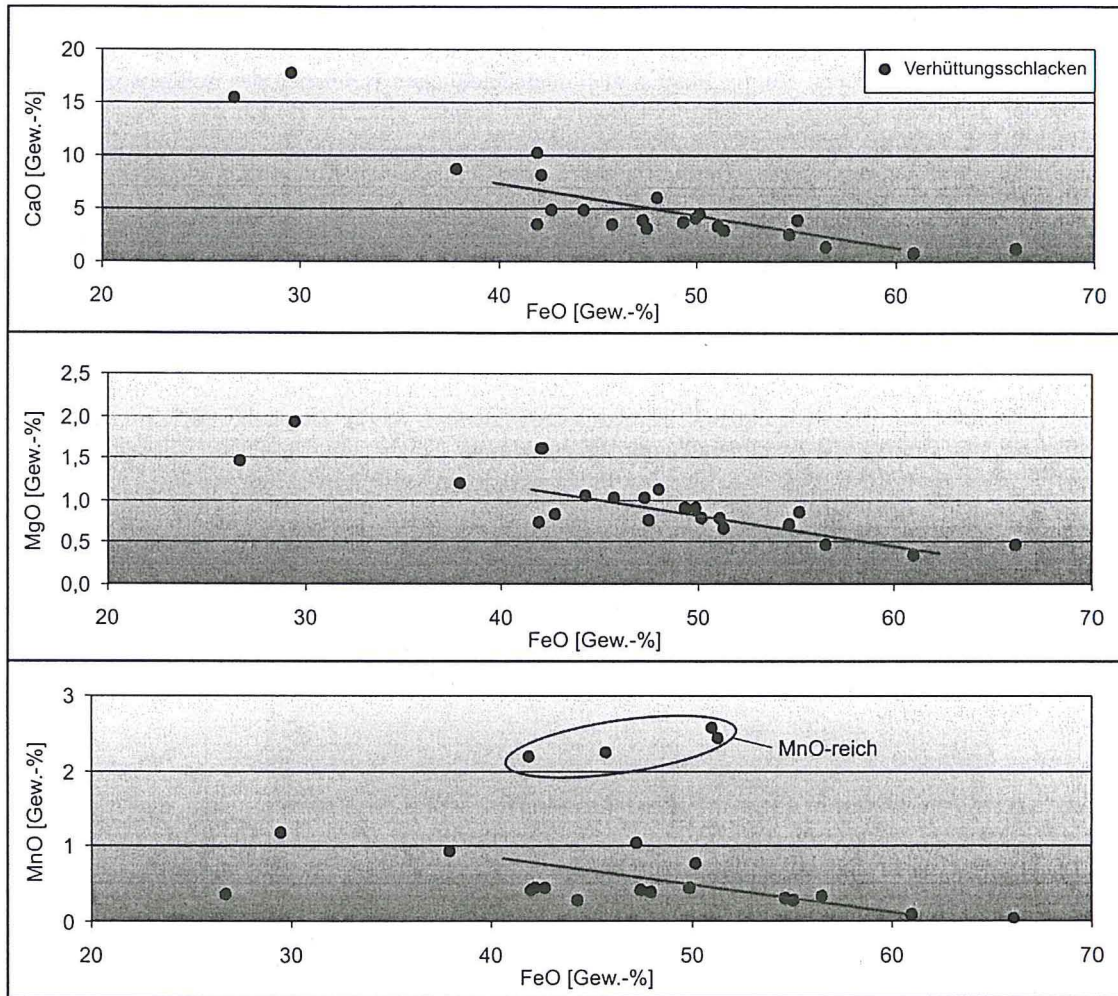 20
15
10
5
0
CaO [Gew.-%]
Verhüttungsschlacken
20 30 40 50 60 70
FeO [Gew.-%]
2,5
2,0
1,5
1,0
0,5
0,0
MgO [Gew.-%]
20 30 40 50 60 70
FeO [Gew.-%]
3
2
1
0
MnO [Gew.-%]
MnO-reich
20 30 40 50 60 70
FeO [Gew.-%]